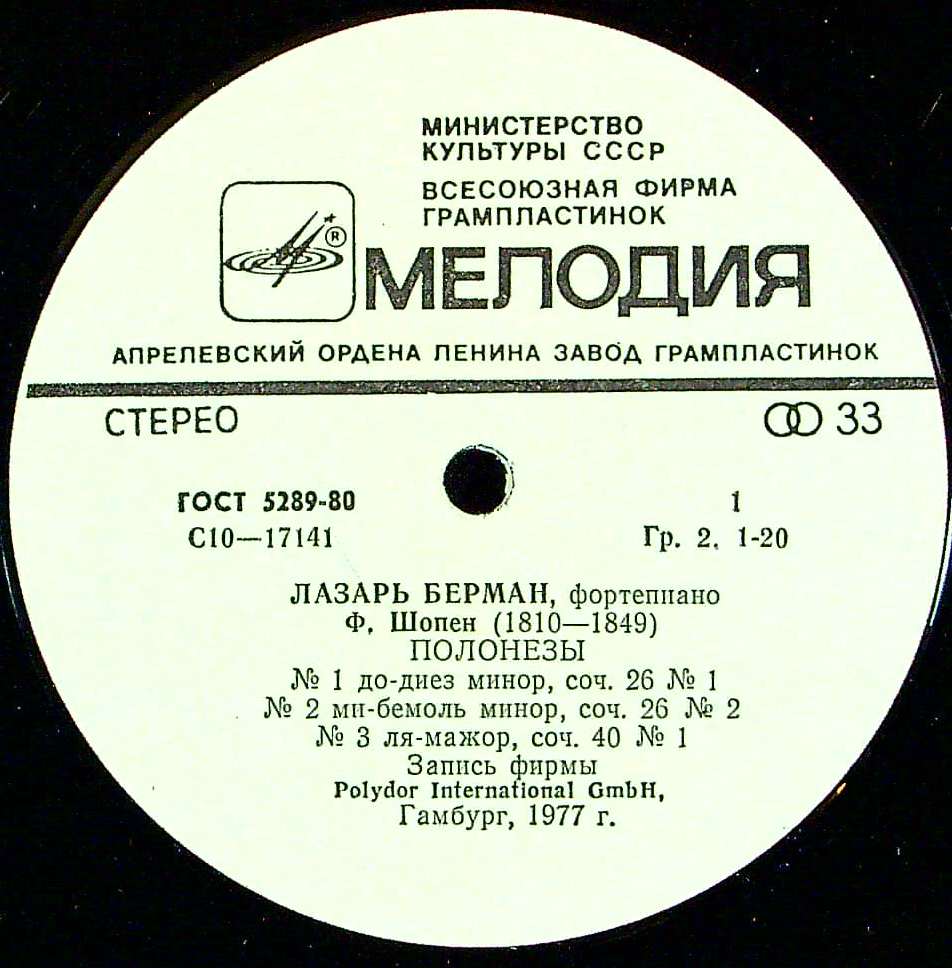 МИНИСТЕРСТВО
КУЛЬТУРЫ СССР
ВСЕСОЮЗНАЯ ФИРМА
ГРАМПЛАСТИНОК
®
МЕЛОДИЯ
АПРЕЛЕВСКИЙ ОРДЕНА ЛЕНИНА ЗАВОД ГРАМПЛАСТИНОК
СТЕРЕО 33
ГОСТ 5289-80 1
С10—17141 Гр. 2. 1-20
ЛАЗАРЬ БЕРМАН, фортепиано
Ф. Шопен (1810—1849)
ПОЛОНЕЗЫ
№ 1 до-диез минор, соч. 26 № 1
№ 2 ми-бемоль минор, соч. 26 № 2
№ 3 ля-мажор, соч. 40 № 1
Запись фирмы
Polydor International GmbH,
Гамбург, 1977 г.